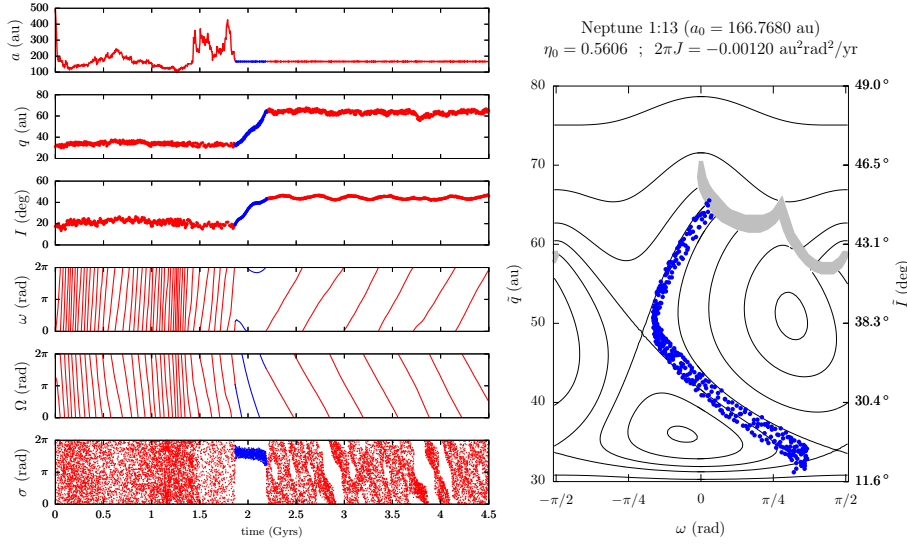 500
400
300
200
100
a (au)
80
60
40
20
q (au)
60
40
20
0
I (deg)
2π
π
0
ω (rad)
2π
π
0
Ω (rad)
2π
π
0
σ (rad)
0 0.5 1 1.5 2 2.5 3 3.5 4 4.5
time (Gyrs)
Neptune 1:13 (a₀ = 166.7680 au)
η₀ = 0.5606 ; 2πJ = −0.00120 au²rad²/yr
80
70
60
50
40
30
q̃ (au)
49.0°
46.5°
43.1°
38.3°
30.4°
11.6°
Ĩ (deg)
−π/2 −π/4 0 π/4 π/2
ω (rad)